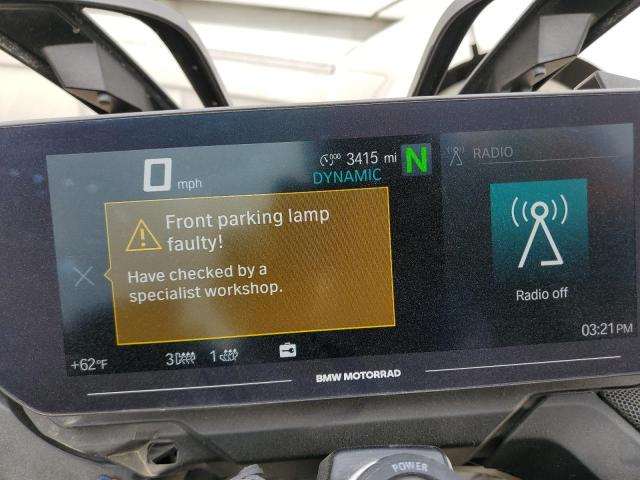 0 mph
3415 mi N
DYNAMIC
RADIO
Front parking lamp
faulty!
Have checked by a
specialist workshop.
Radio off
+62°F
3
1
03:21 PM
BMW MOTORRAD
POWER